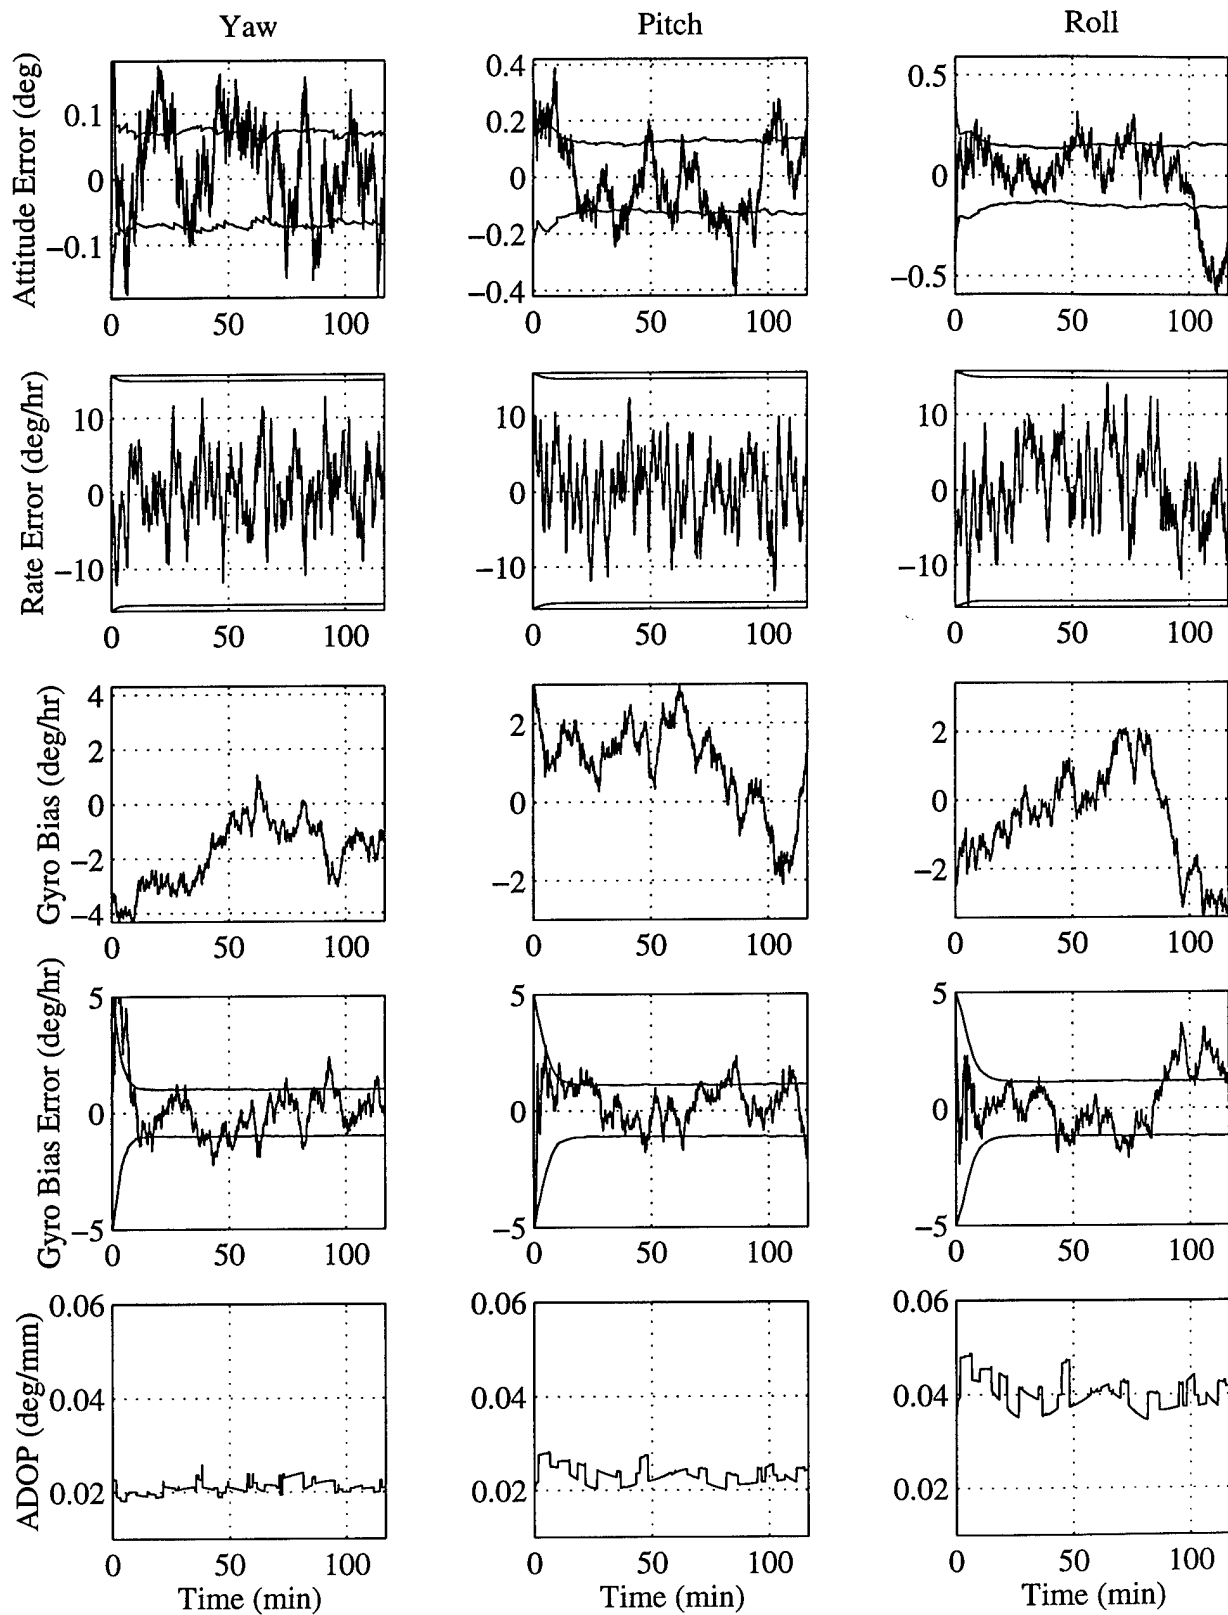 Yaw Pitch Roll
Attitude Error (deg)
0.1
0
−0.1
0 50 100
0.4
0.2
0
−0.2
−0.4
0 50 100
0.5
0
−0.5
0 50 100
Rate Error (deg/hr)
10
0
−10
0 50 100
10
0
−10
0 50 100
10
0
−10
0 50 100
Gyro Bias (deg/hr)
4
2
0
−2
−4
0 50 100
2
0
−2
0 50 100
2
0
−2
0 50 100
Gyro Bias Error (deg/hr)
5
0
−5
0 50 100
5
0
−5
0 50 100
5
0
−5
0 50 100
ADOP (deg/mm)
0.06
0.04
0.02
0 50 100
Time (min)
0.06
0.04
0.02
0 50 100
Time (min)
0.06
0.04
0.02
0 50 100
Time (min)